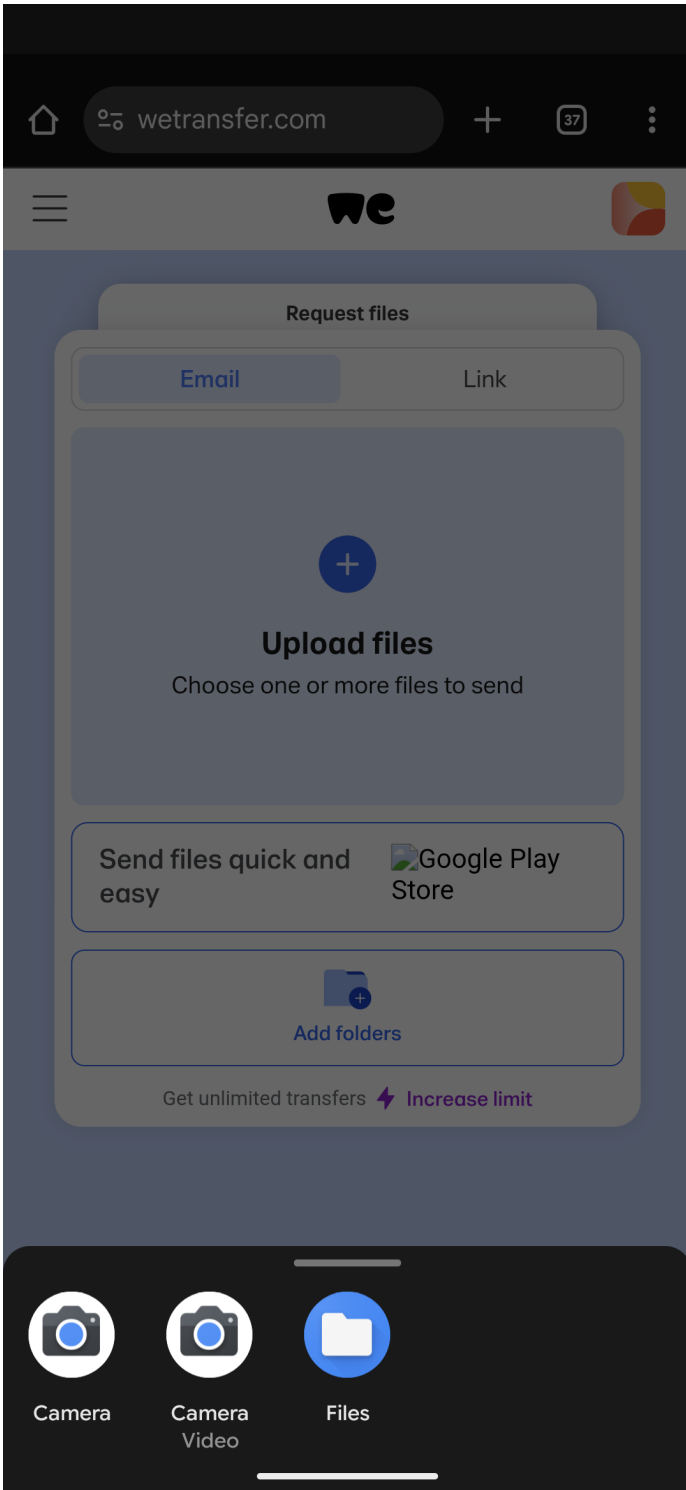 wetransfer.com
37
we
Request files
Email
Link
Upload files
Choose one or more files to send
Send files quick and
easy
Google Play
Store
Add folders
Get unlimited transfers Increase limit
Camera
Camera
Video
Files